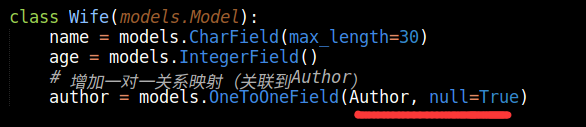 class Wife(models.Model):
    name = models.CharField(max_length=30)
    age = models.IntegerField()
    # 增加一对一关系映射（关联到Author）
    author = models.OneToOneField(Author, null=True)